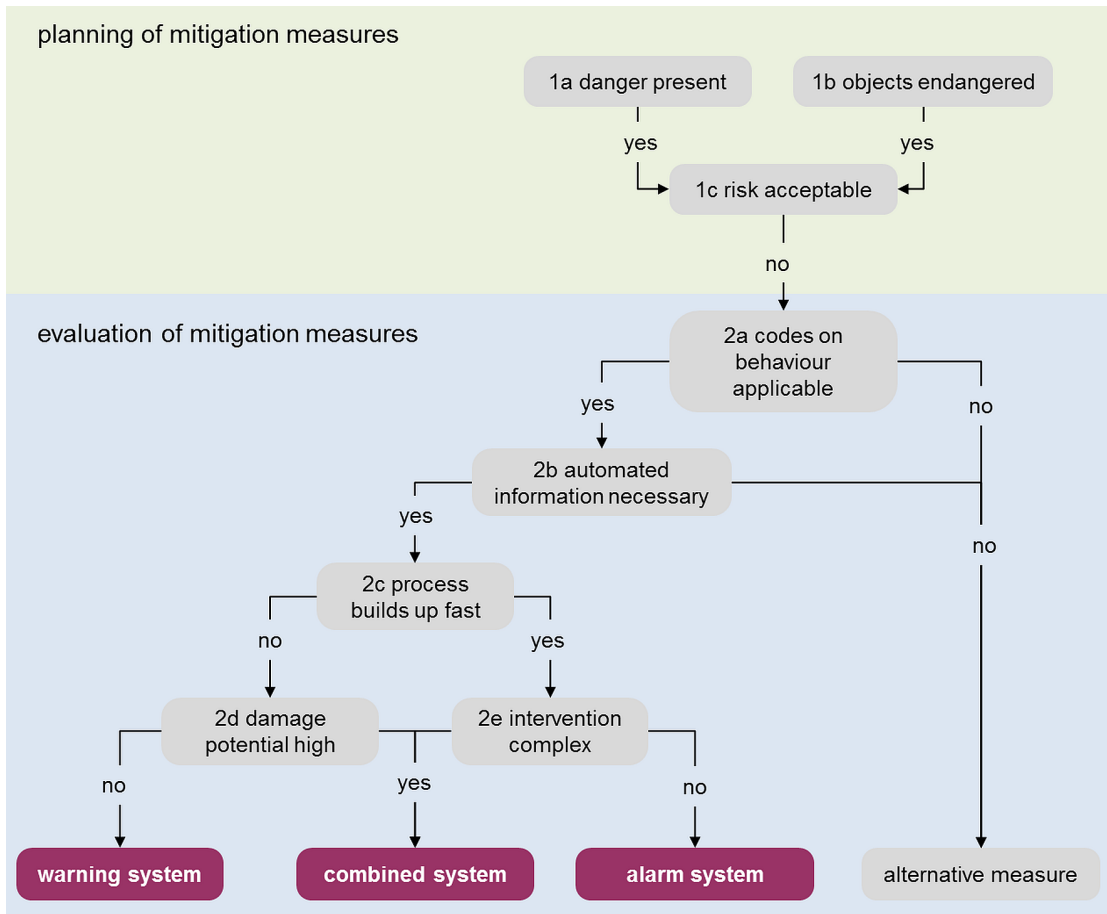 planning of mitigation measures
1a danger present
1b objects endangered
yes
yes
1c risk acceptable
no
evaluation of mitigation measures
2a codes on
behaviour
applicable
yes
no
2b automated
information necessary
yes
no
2c process
builds up fast
no
yes
2d damage
potential high
2e intervention
complex
no
yes
no
warning system
combined system
alarm system
alternative measure